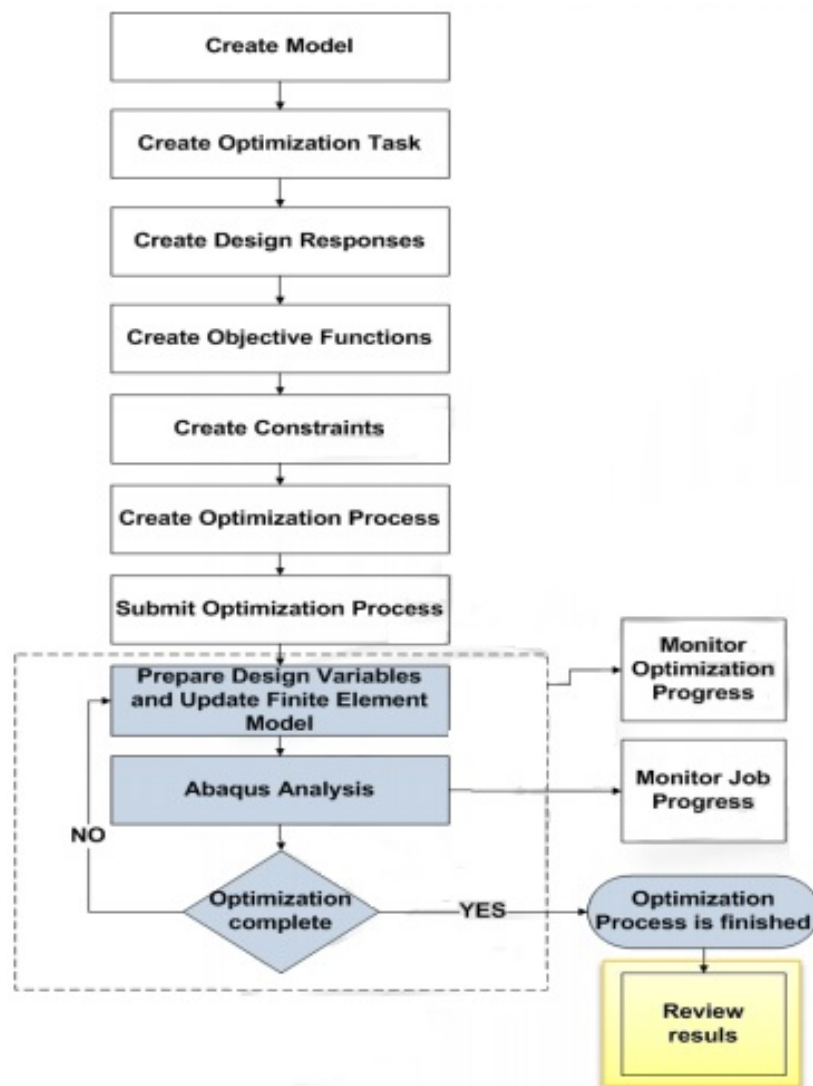 Create Model
Create Optimization Task
Create Design Responses
Create Objective Functions
Create Constraints
Create Optimization Process
Submit Optimization Process
Prepare Design Variables
and Update Finite Element
Model
Monitor
Optimization
Progress
Abaqus Analysis
Monitor Job
Progress
NO
Optimization
complete
YES
Optimization
Process is finished
Review
resuls